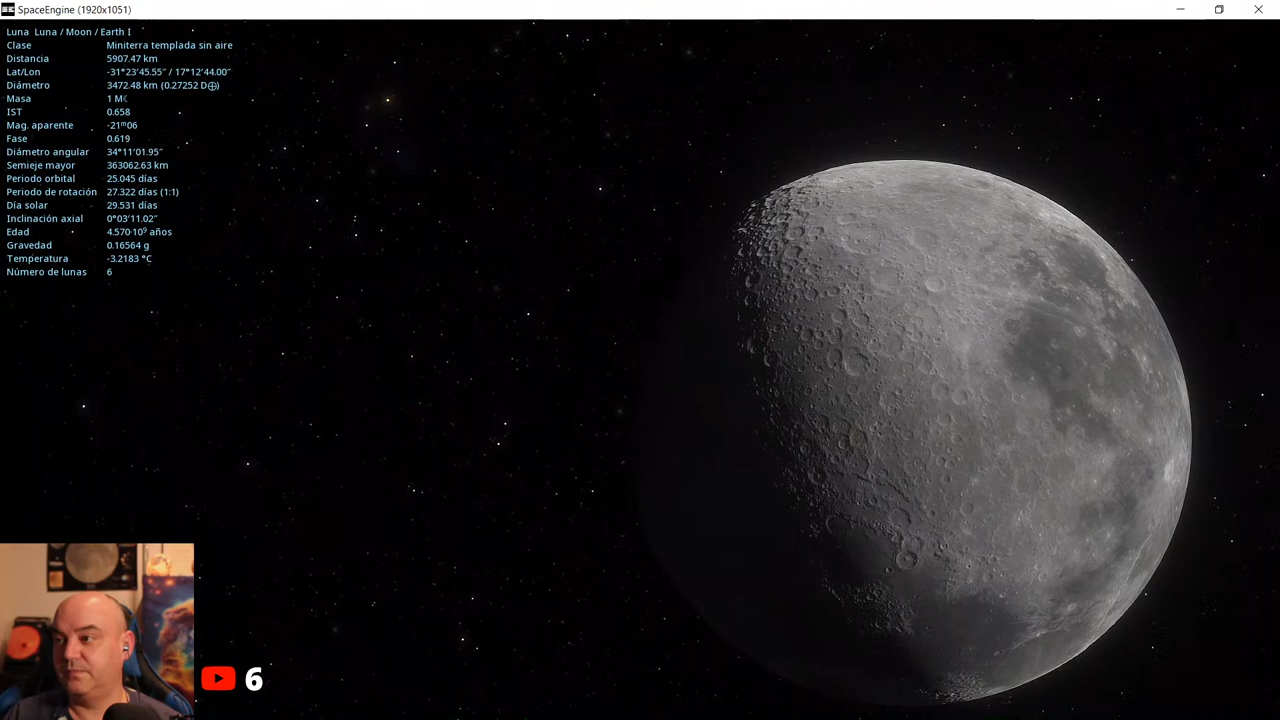 SpaceEngine (1920x1051)
Luna Luna / Moon / Earth I
Clase Miniterra templada sin aire
Distancia 5907.47 km
Lat/Lon -31°23'45.55" / 17°12'44.00"
Diámetro 3472.48 km (0.27252 D⊕)
Masa 1 M☾
IST 0.658
Mag. aparente -21ᵐ06
Fase 0.619
Diámetro angular 34°11'01.95"
Semieje mayor 363062.63 km
Periodo orbital 25.045 días
Periodo de rotación 27.322 días (1:1)
Día solar 29.531 días
Inclinación axial 0°03'11.02"
Edad 4.570·10⁹ años
Gravedad 0.16564 g
Temperatura -3.2183 °C
Número de lunas 6
6